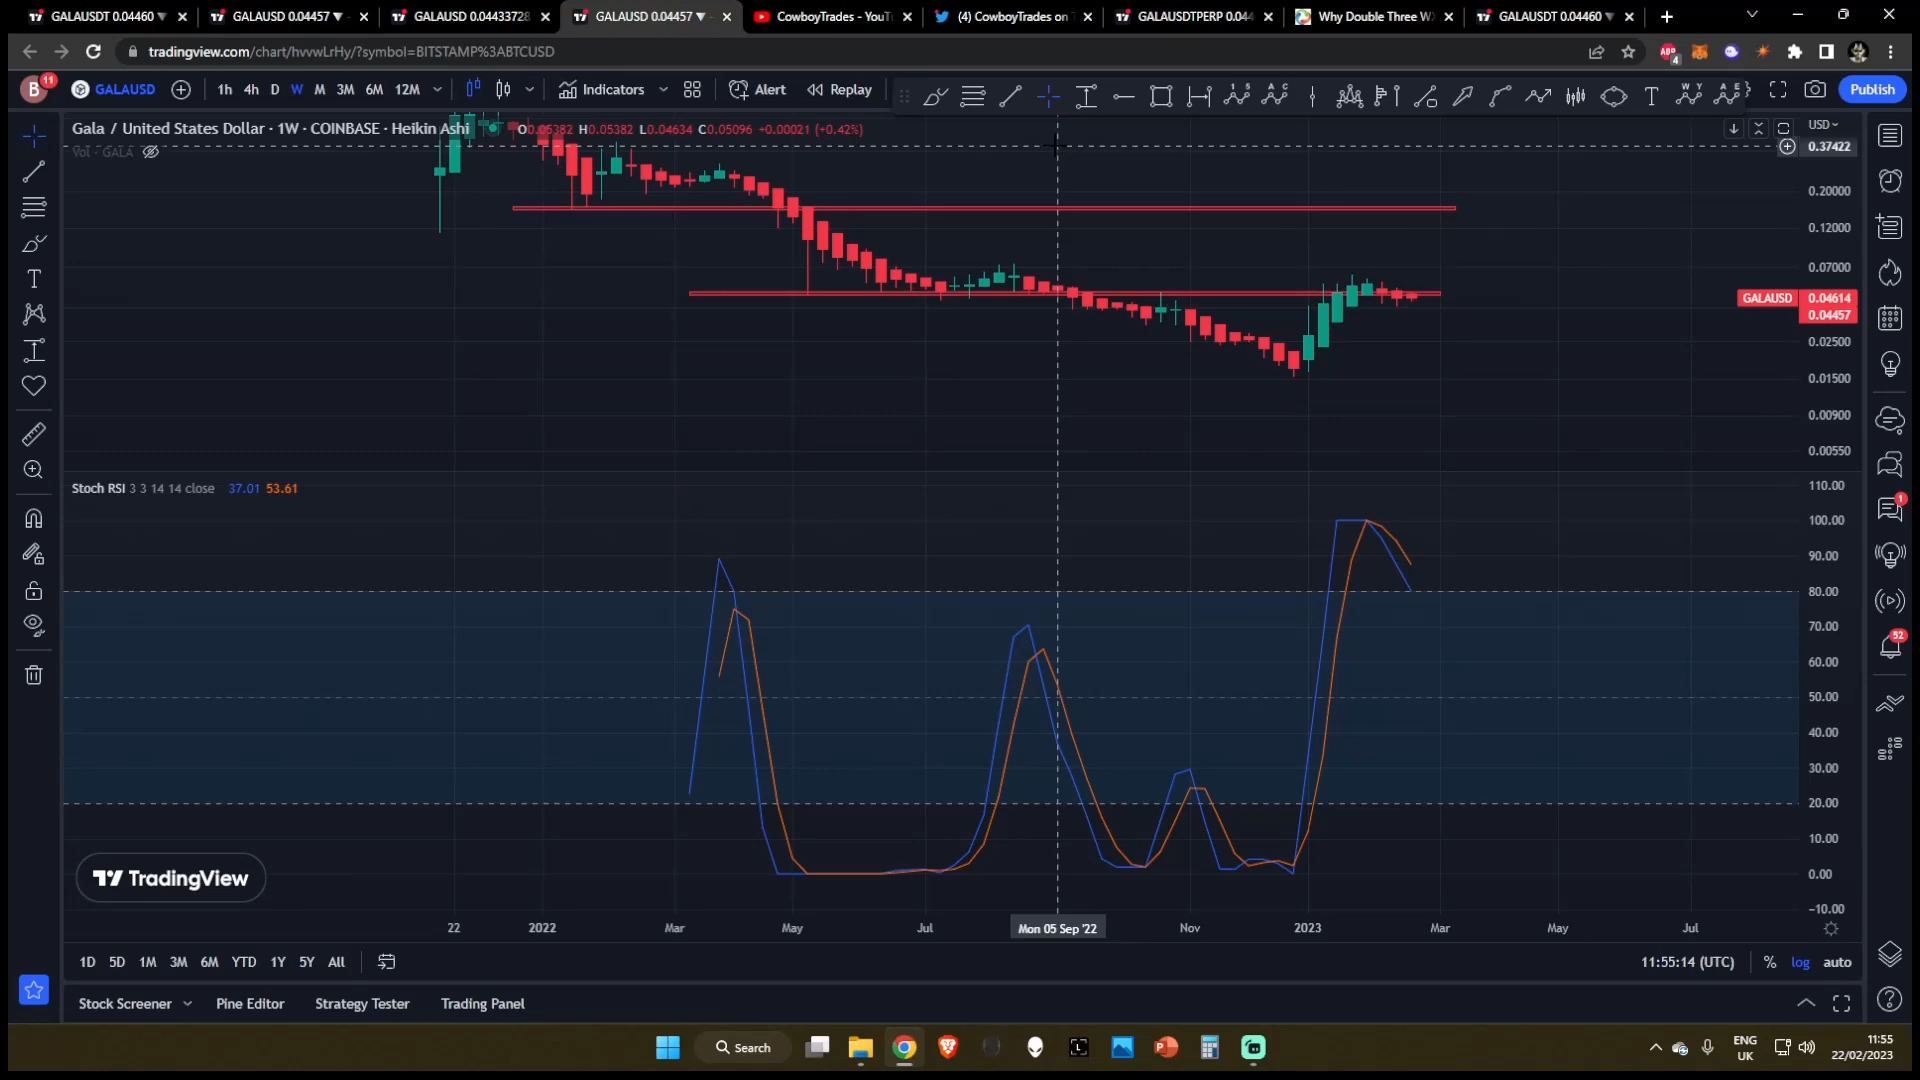 GALAUSDT 0.04460 ▼
GALAUSD 0.04457 ▼
GALAUSD 0.04433728
GALAUSD 0.04457 ▼
CowboyTrades - YouT
(4) CowboyTrades on
GALAUSDTPERP 0.044
Why Double Three W
GALAUSDT 0.04460 ▼
tradingview.com/chart/hvvwLrHy/?symbol=BITSTAMP%3ABTCUSD
4
B
11
GALAUSD
1h 4h D W M 3M 6M 12M
Indicators
Alert
Replay
Publish
Gala / United States Dollar · 1W · COINBASE · Heikin Ashi
O0.05382 H0.05382 L0.04634 C0.05096 +0.00021 (+0.42%)
Vol · GALA
USD
0.37422
0.20000
0.12000
0.07000
GALAUSD 0.04614
0.04457
0.02500
0.01500
0.00900
0.00550
Stoch RSI 3 3 14 14 close 37.01 53.61
110.00
100.00
90.00
80.00
70.00
60.00
50.00
40.00
30.00
20.00
10.00
0.00
−10.00
1
52
TradingView
22 2022 Mar May Jul Mon 05 Sep '22 Nov 2023 Mar May Jul
1D 5D 1M 3M 6M YTD 1Y 5Y All
11:55:14 (UTC) % log auto
Stock Screener Pine Editor Strategy Tester Trading Panel
Search
ENG
UK
11:55
22/02/2023